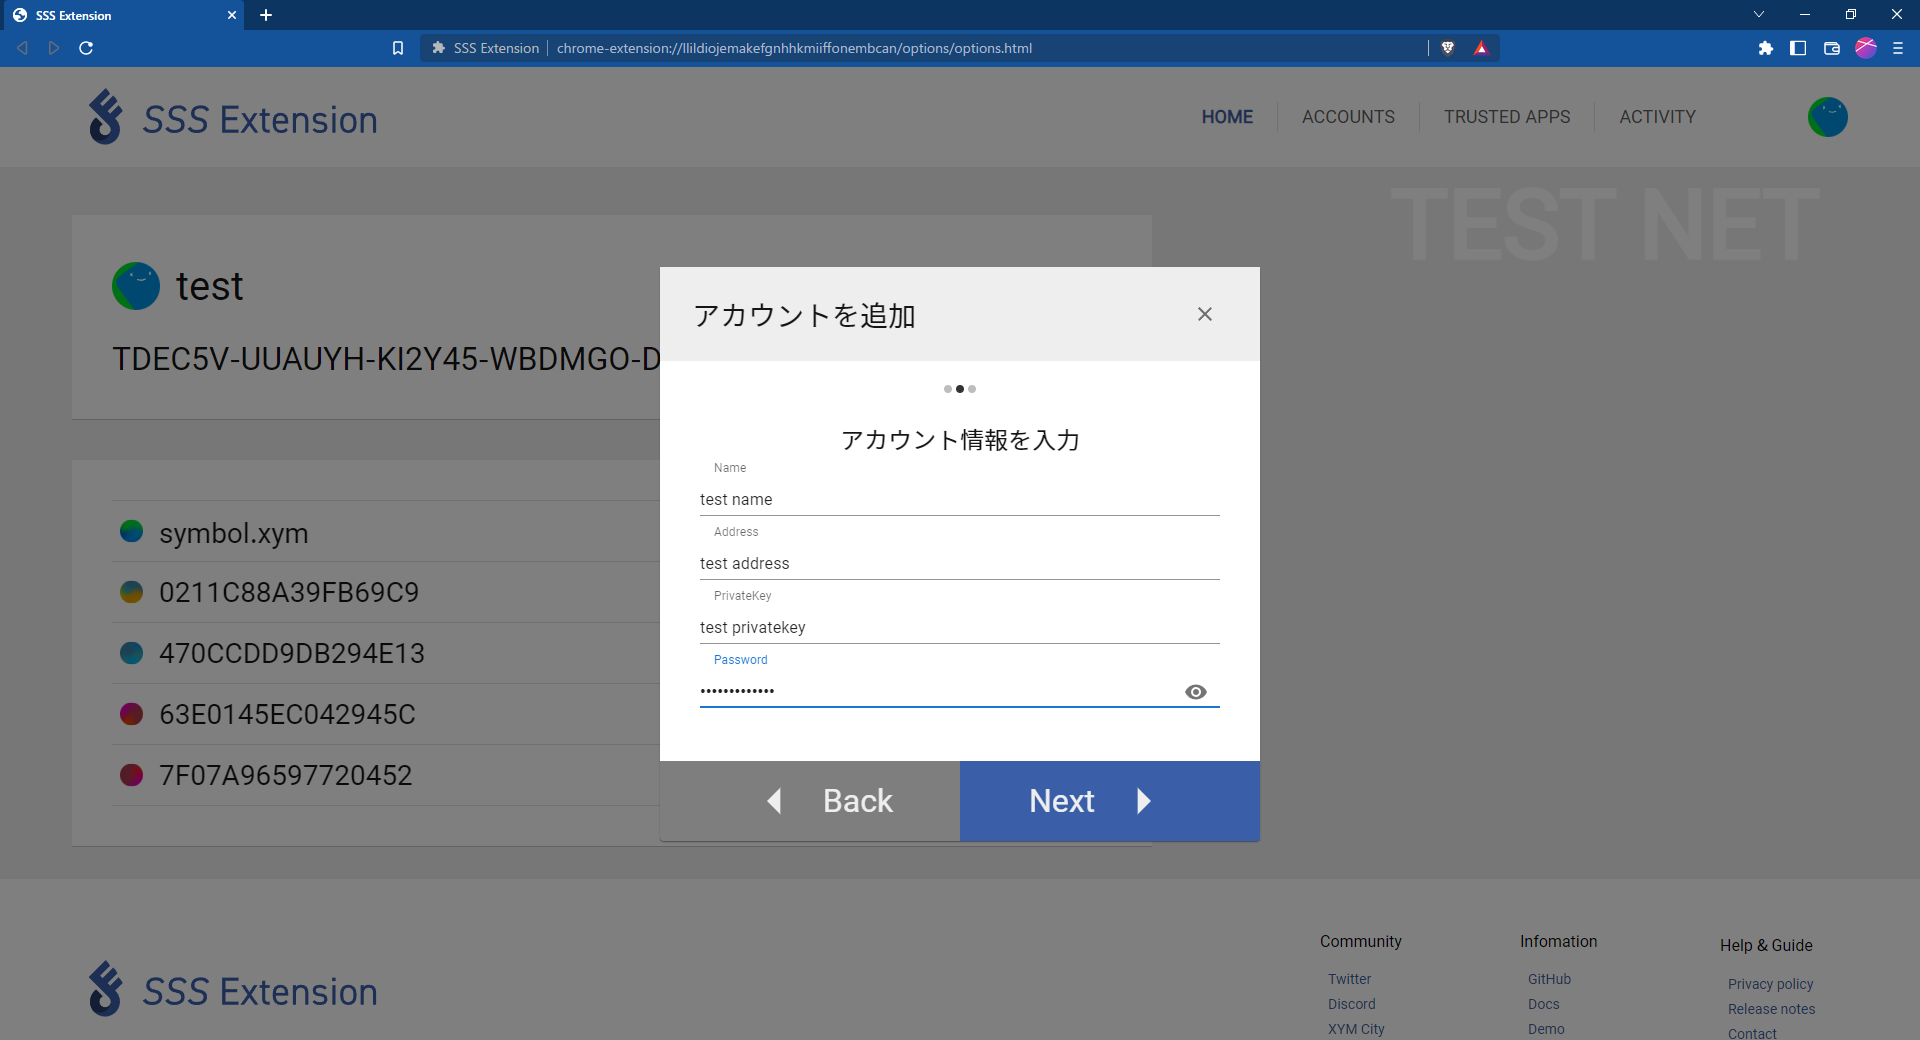 SSS Extension
SSS Extension
chrome-extension://llildiojemakefgnhhkmiiffonembcan/options/options.html
SSS Extension
HOME
ACCOUNTS
TRUSTED APPS
ACTIVITY
TEST NET
test
TDEC5V-UUAUYH-KI2Y45-WBDMGO-D
アカウントを追加
アカウント情報を入力
Name
test name
Address
test address
PrivateKey
test privatekey
Password
•••••••••••••
Back
Next
symbol.xym
0211C88A39FB69C9
470CCDD9DB294E13
63E0145EC042945C
7F07A96597720452
SSS Extension
Community
Twitter
Discord
XYM City
Infomation
GitHub
Docs
Demo
Help & Guide
Privacy policy
Release notes
Contact